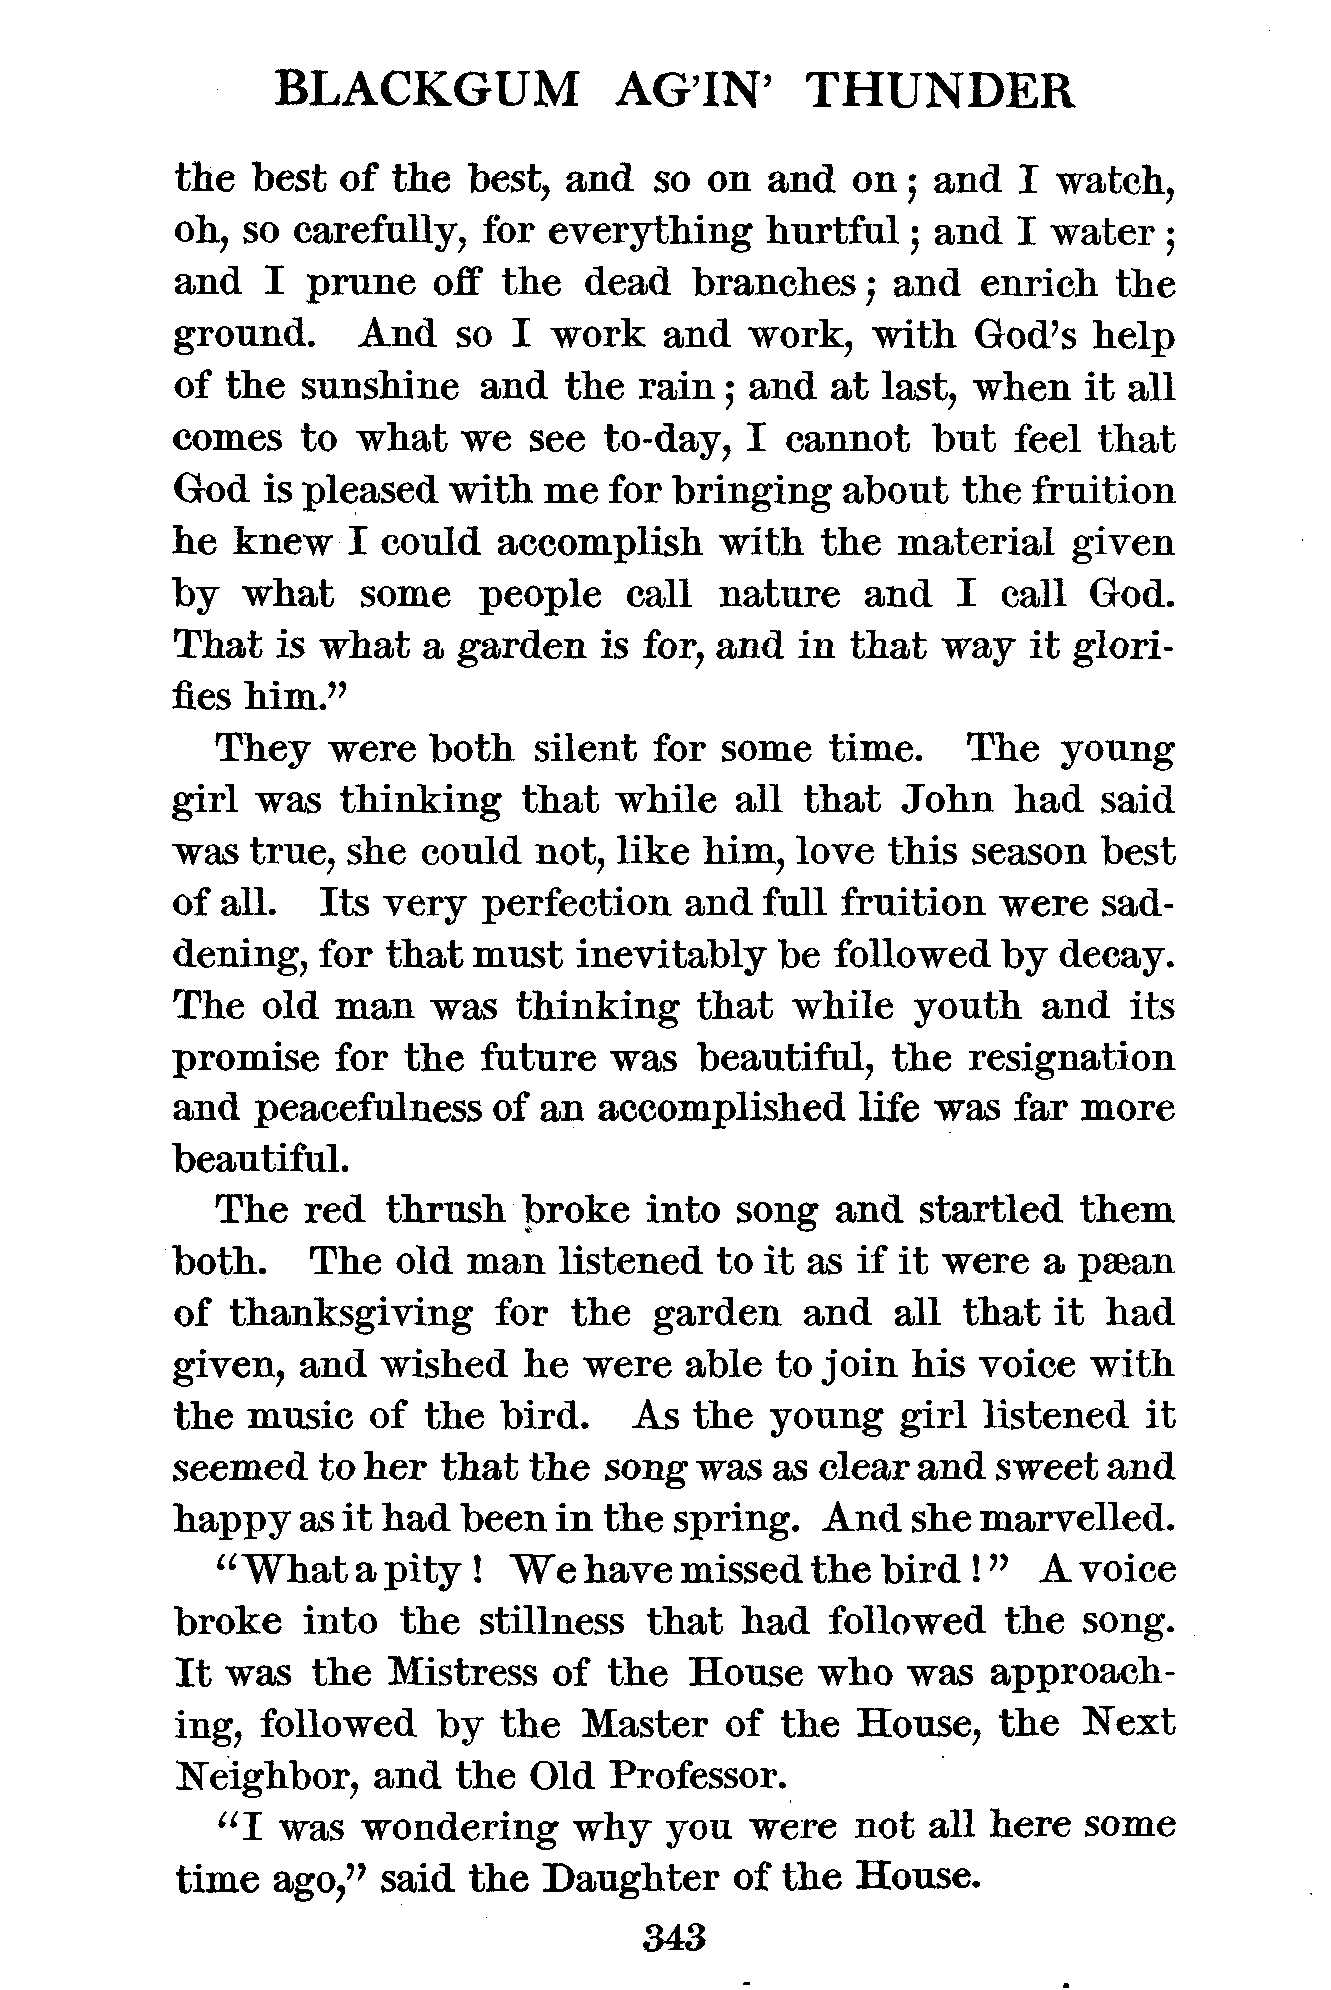 BLACKGUM AG'IN' THUNDER
the best of the best, and so on and on; and I watch,
oh, so carefully, for everything hurtful; and I water;
and I prune off the dead branches; and enrich the
ground. And so I work and work, with God's help
of the sunshine and the rain; and at last, when it all
comes to what we see to-day, I cannot but feel that
God is pleased with me for bringing about the fruition
he knew I could accomplish with the material given
by what some people call nature and I call God.
That is what a garden is for, and in that way it glori-
fies him."
They were both silent for some time. The young
girl was thinking that while all that John had said
was true, she could not, like him, love this season best
of all. Its very perfection and full fruition were sad-
dening, for that must inevitably be followed by decay.
The old man was thinking that while youth and its
promise for the future was beautiful, the resignation
and peacefulness of an accomplished life was far more
beautiful.
The red thrush broke into song and startled them
both. The old man listened to it as if it were a pæan
of thanksgiving for the garden and all that it had
given, and wished he were able to join his voice with
the music of the bird. As the young girl listened it
seemed to her that the song was as clear and sweet and
happy as it had been in the spring. And she marvelled.
"What a pity! We have missed the bird!" A voice
broke into the stillness that had followed the song.
It was the Mistress of the House who was approach-
ing, followed by the Master of the House, the Next
Neighbor, and the Old Professor.
"I was wondering why you were not all here some
time ago," said the Daughter of the House.
343